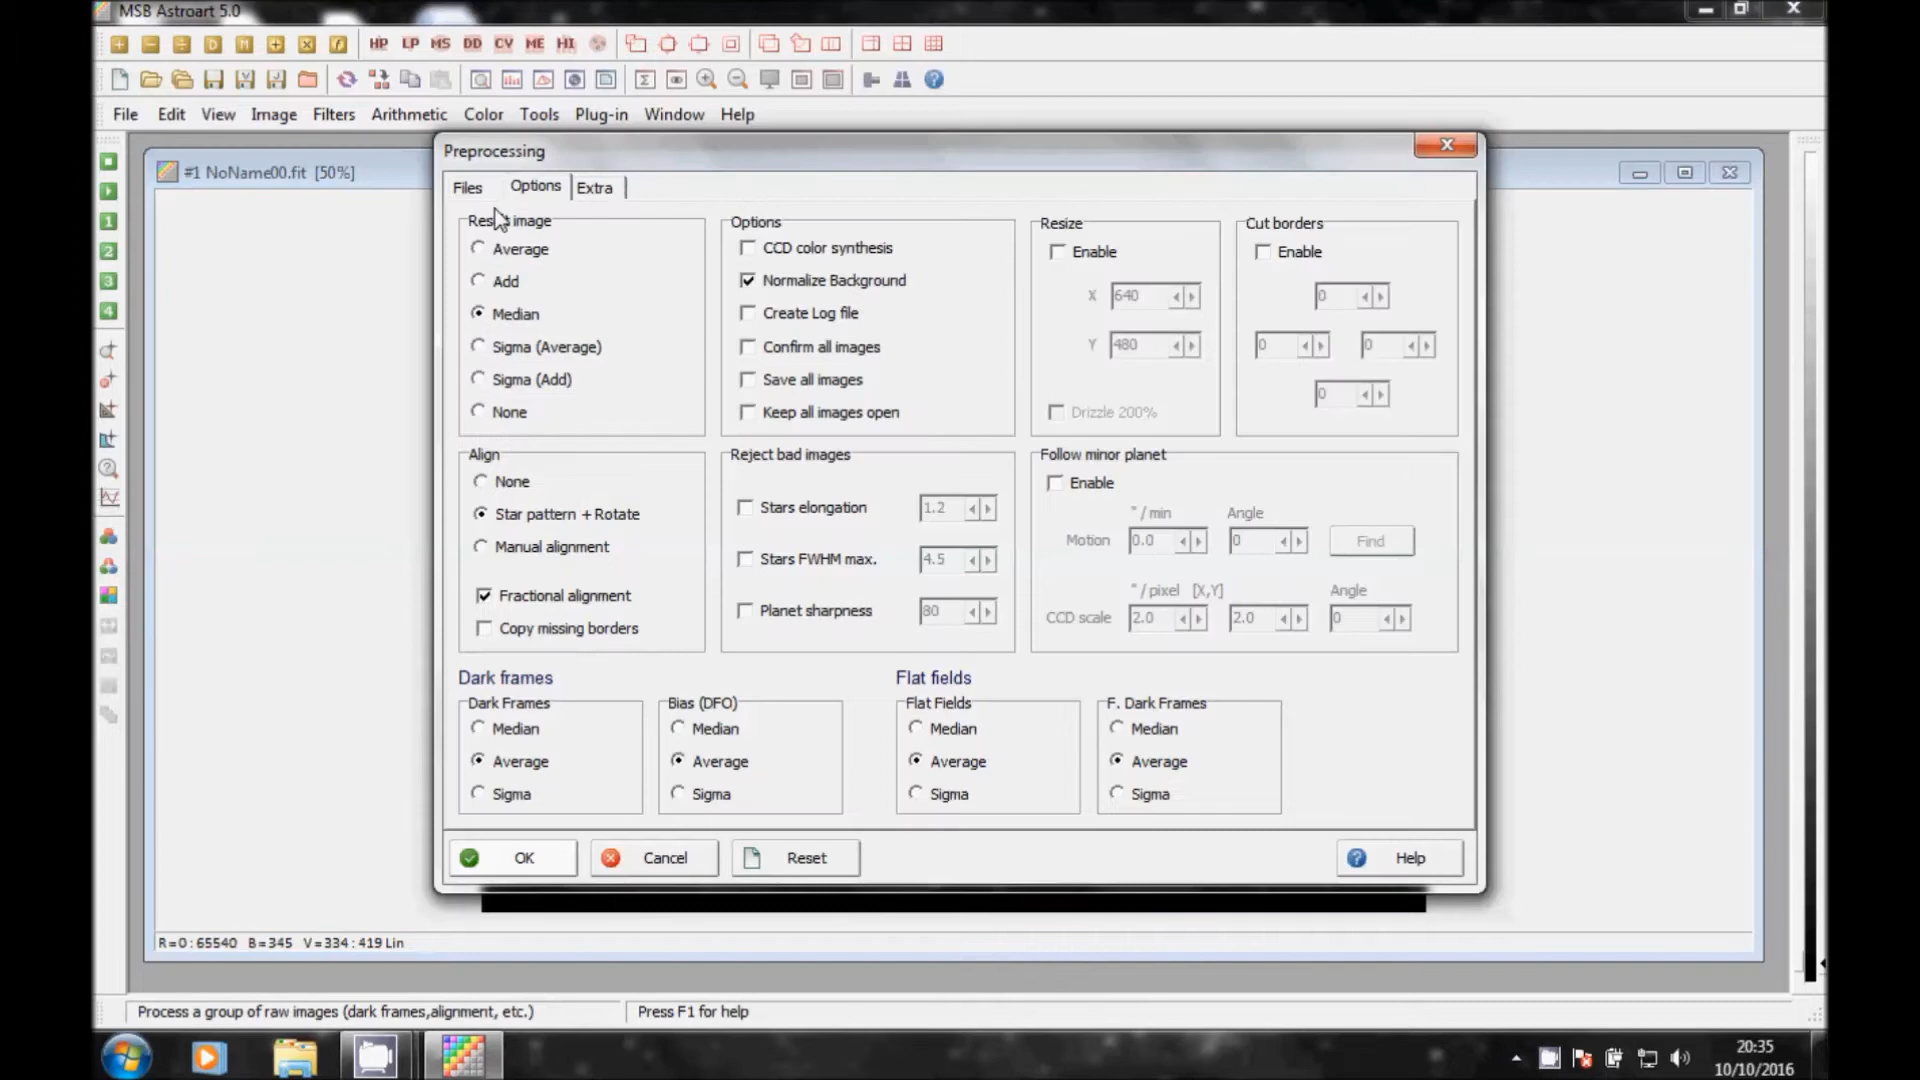 MSB Astroart 5.0
HP LP MS DD CV ME HI
File Edit View Image Filters Arithmetic Color Tools Plug-in Window Help
#1 NoName00.fit [50%]
Preprocessing
Files Options Extra
image
Average
Add
Median
Sigma (Average)
Sigma (Add)
None
Options
CCD color synthesis
Normalize Background
Create Log file
Confirm all images
Save all images
Keep all images open
Resize
Enable
X 640
Y 480
Drizzle 200%
Cut borders
Enable
0
0 0
0
Align
None
Star pattern + Rotate
Manual alignment
Fractional alignment
Copy missing borders
Reject bad images
Stars elongation 1.2
Stars FWHM max. 4.5
Planet sharpness 80
Follow minor planet
Enable
" / min Angle
Motion 0.0 0 Find
" / pixel [X,Y] Angle
CCD scale 2.0 2.0 0
Dark frames
Dark Frames
Median
Average
Sigma
Bias (DFO)
Median
Average
Sigma
Flat fields
Flat Fields
Median
Average
Sigma
F. Dark Frames
Median
Average
Sigma
OK Cancel Reset Help
R=0 : 65540 B=345 V=334 : 419 Lin
Process a group of raw images (dark frames,alignment, etc.) Press F1 for help
20:35
10/10/2016